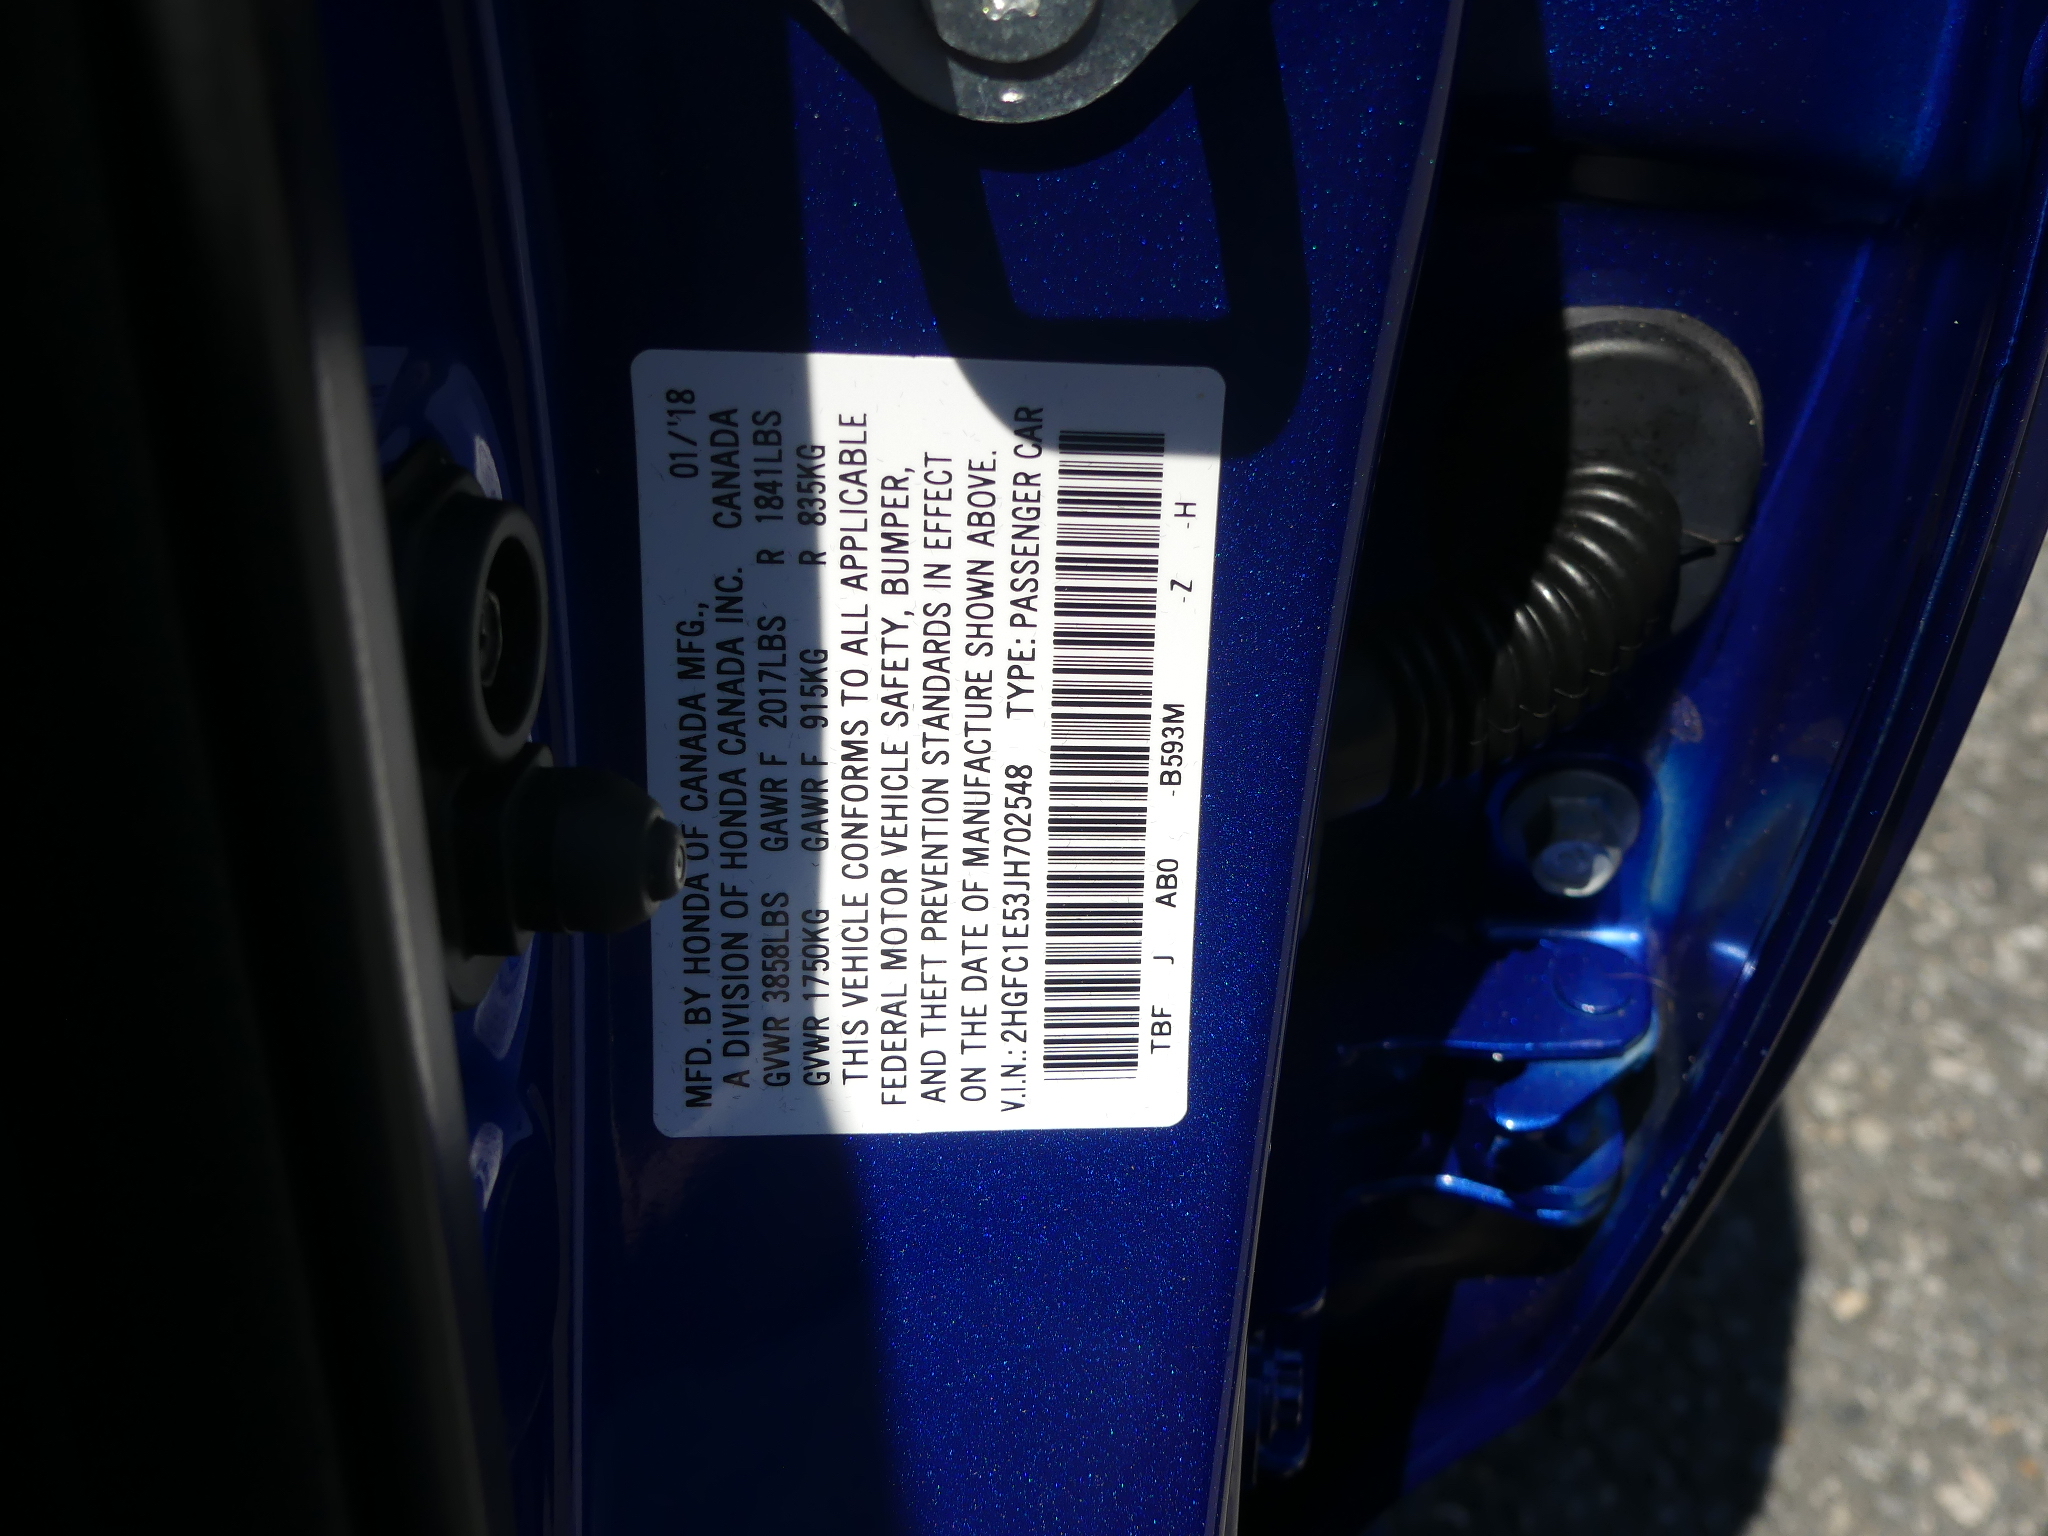 01/'18
MFD. BY HONDA OF CANADA MFG.,
A DIVISION OF HONDA CANADA INC. CANADA
GVWR 3858LBS GAWR F 2017LBS R 1841LBS
GVWR 1750KG GAWR F 915KG R 835KG
THIS VEHICLE CONFORMS TO ALL APPLICABLE
FEDERAL MOTOR VEHICLE SAFETY, BUMPER,
AND THEFT PREVENTION STANDARDS IN EFFECT
ON THE DATE OF MANUFACTURE SHOWN ABOVE.
V.I.N.: 2HGFC1E53JH702548 TYPE: PASSENGER CAR
TBF J AB0 -B593M -Z -H